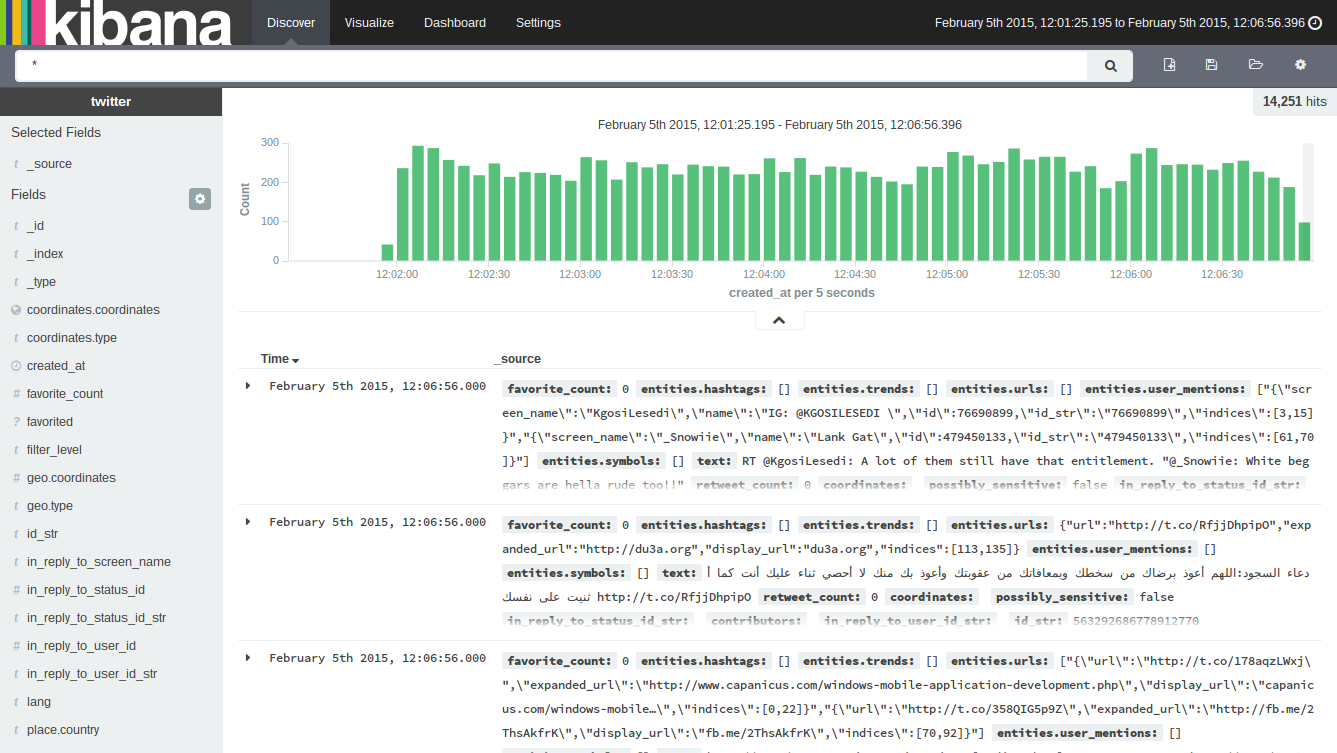 kibana
Discover
Visualize
Dashboard
Settings
February 5th 2015, 12:01:25.195 to February 5th 2015, 12:06:56.396
*
twitter
14,251 hits
Selected Fields
t _source
Fields
t _id
t _index
t _type
coordinates.coordinates
t coordinates.type
created_at
# favorite_count
? favorited
t filter_level
# geo.coordinates
t geo.type
t id_str
t in_reply_to_screen_name
# in_reply_to_status_id
t in_reply_to_status_id_str
# in_reply_to_user_id
t in_reply_to_user_id_str
t lang
t place.country
February 5th 2015, 12:01:25.195 - February 5th 2015, 12:06:56.396
Count
300
200
100
0
12:02:00 12:02:30 12:03:00 12:03:30 12:04:00 12:04:30 12:05:00 12:05:30 12:06:00 12:06:30
created_at per 5 seconds
Time _source
February 5th 2015, 12:06:56.000
favorite_count: 0 entities.hashtags: [] entities.trends: [] entities.urls: [] entities.user_mentions: ["{\"scr
een_name\":\"KgosiLesedi\",\"name\":\"IG: @KGOSILESEDI \",\"id\":76690899,\"id_str\":\"76690899\",\"indices\":[3,15]
}","{\"screen_name\":\"_Snowiie\",\"name\":\"Lank Gat\",\"id\":479450133,\"id_str\":\"479450133\",\"indices\":[61,70
]}"] entities.symbols: [] text: RT @KgosiLesedi: A lot of them still have that entitlement. "@_Snowiie: White beg
gars are hella rude too!!" retweet_count: 0 coordinates: possibly_sensitive: false in_reply_to_status_id_str:
February 5th 2015, 12:06:56.000
favorite_count: 0 entities.hashtags: [] entities.trends: [] entities.urls: {"url":"http://t.co/RfjjDhpipO","exp
anded_url":"http://du3a.org","display_url":"du3a.org","indices":[113,135]} entities.user_mentions: []
entities.symbols: [] text: دعاء السجود:اللهم أعوذ برضاك من سخطك وبمعافاتك من عقوبتك وأعوذ بك منك لا أحصي ثناء عليك أنت كما أ
ثنيت على نفسك http://t.co/RfjjDhpipO retweet_count: 0 coordinates: possibly_sensitive: false
in_reply_to_status_id_str: contributors: in_reply_to_user_id_str: id_str: 563292686778912770
February 5th 2015, 12:06:56.000
favorite_count: 0 entities.hashtags: [] entities.trends: [] entities.urls: ["{\"url\":\"http://t.co/178aqzLWxj\
",\"expanded_url\":\"http://www.capanicus.com/windows-mobile-application-development.php\",\"display_url\":\"capanic
us.com/windows-mobile…\",\"indices\":[0,22]}","{\"url\":\"http://t.co/358QIG5p9Z\",\"expanded_url\":\"http://fb.me/2
ThsAkfrK\",\"display_url\":\"fb.me/2ThsAkfrK\",\"indices\":[70,92]}"] entities.user_mentions: []